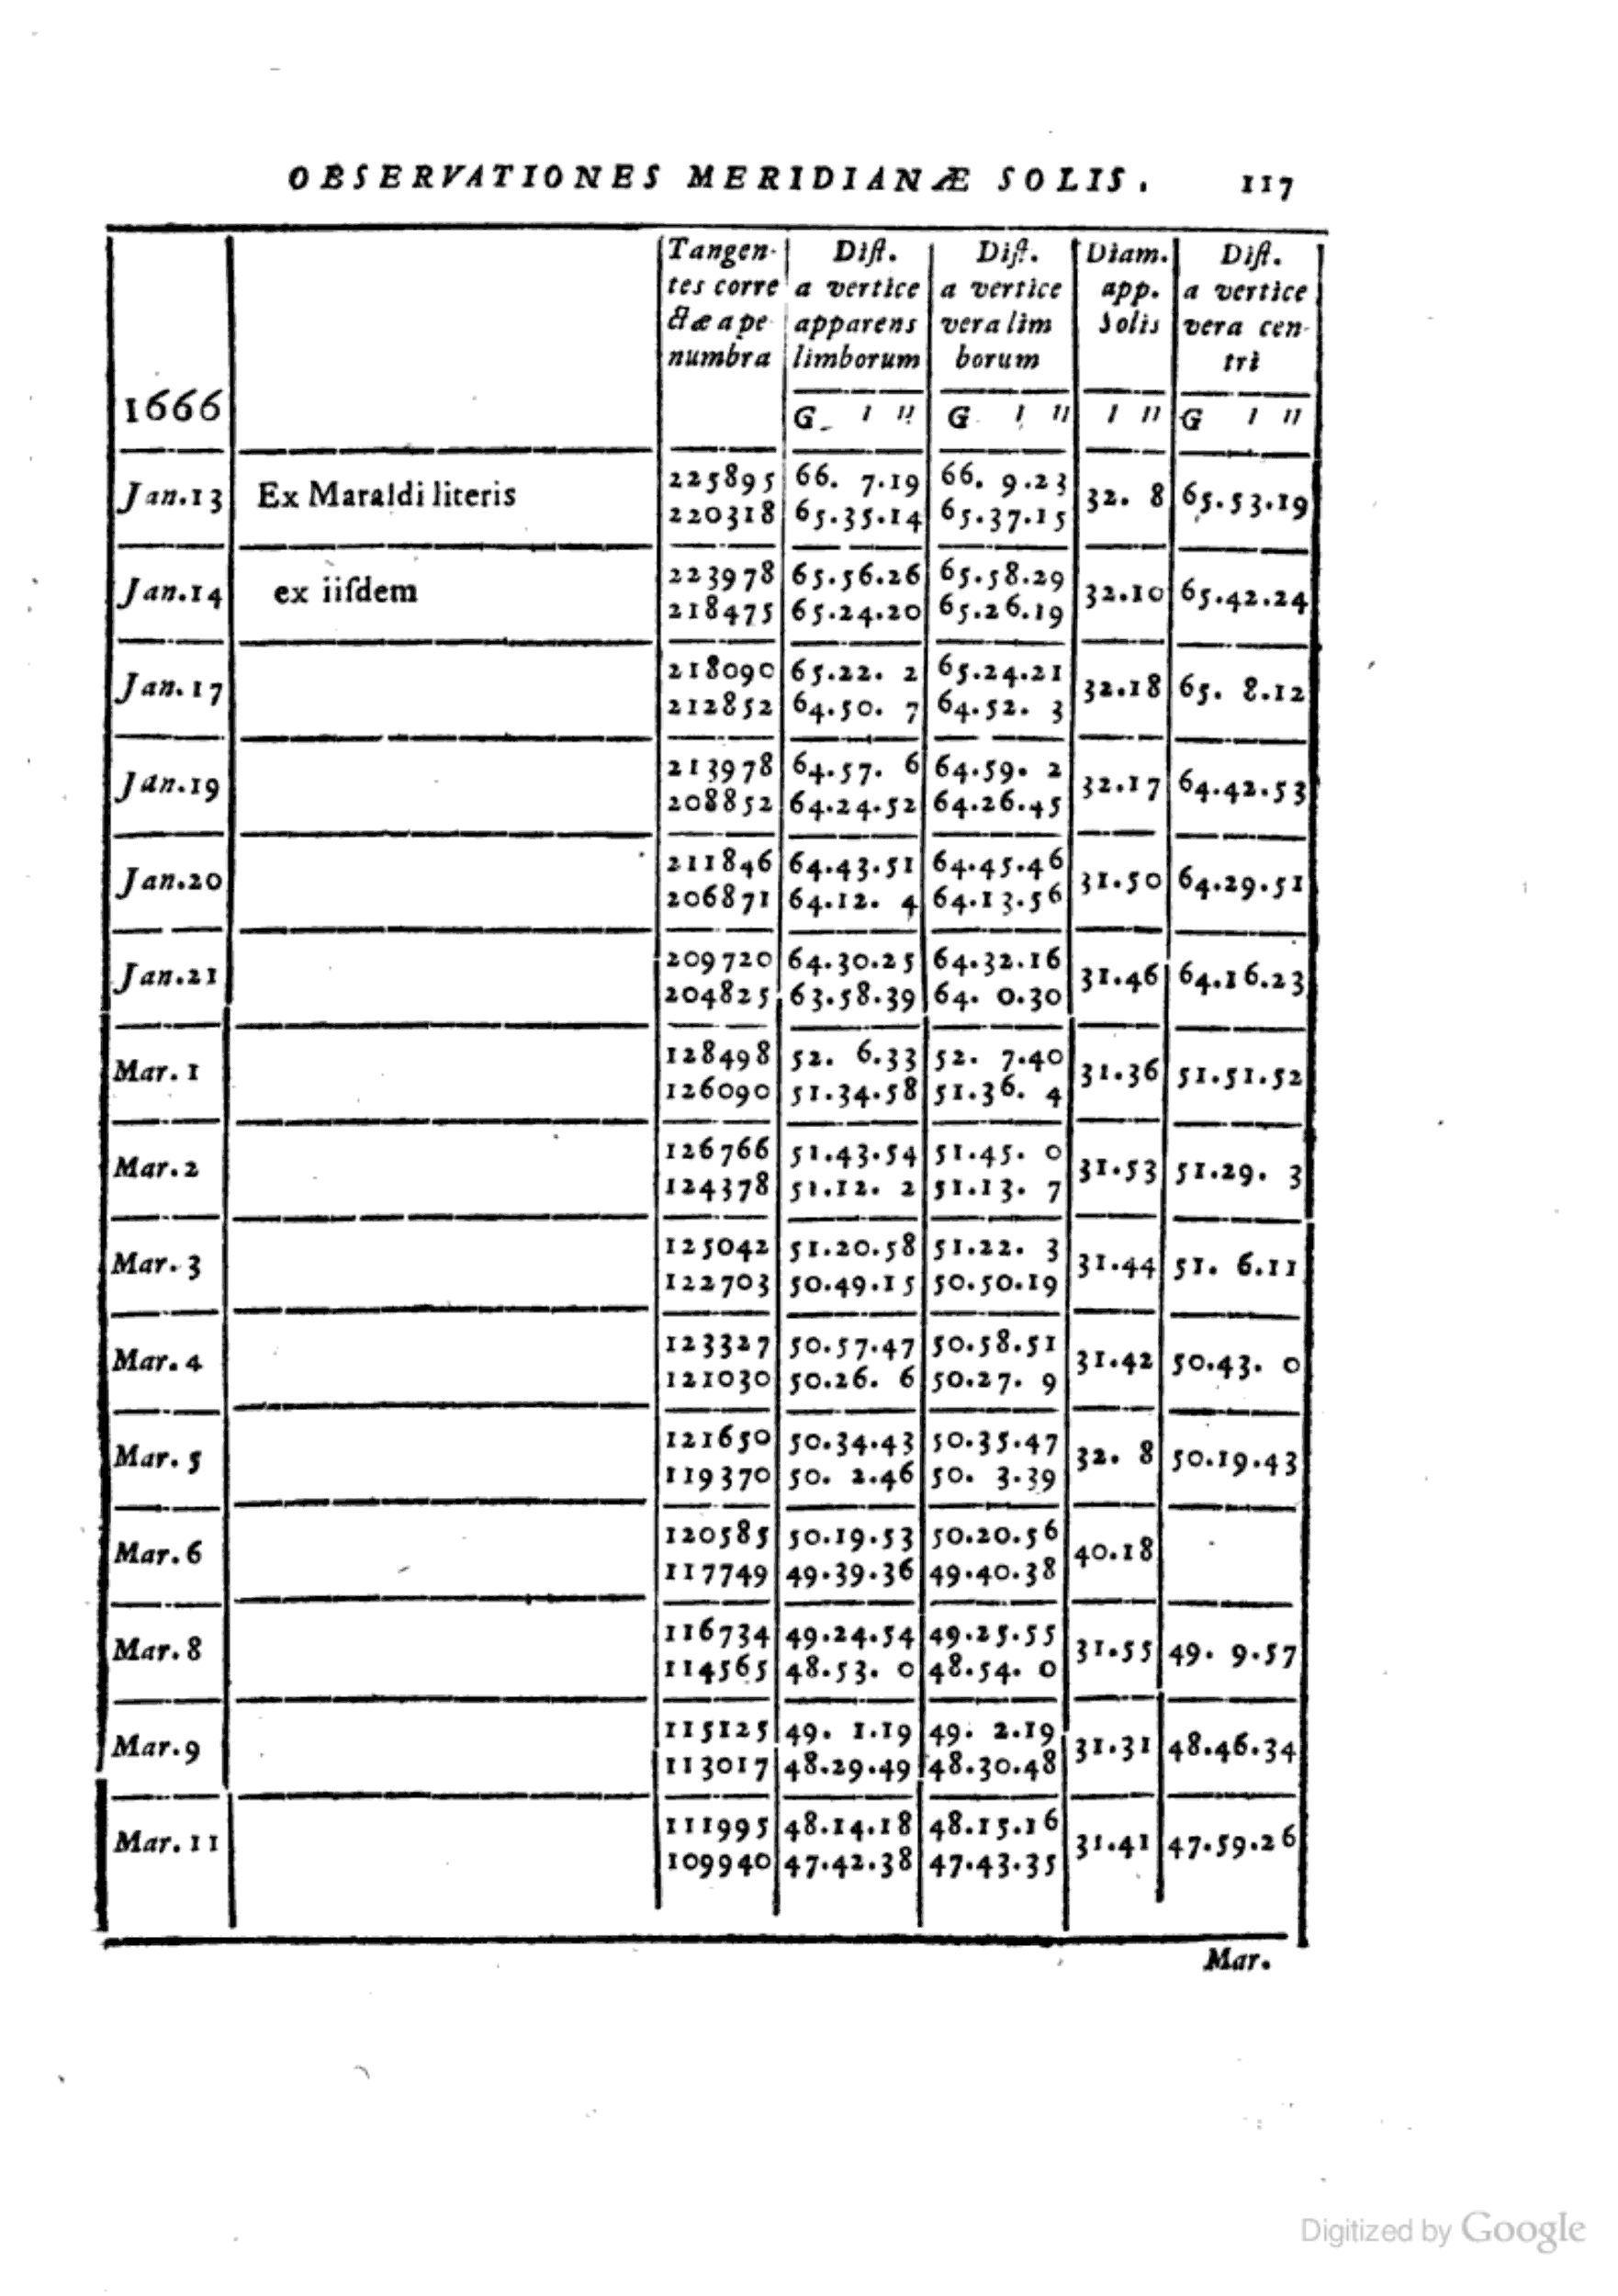 OBSERVATIONES MERIDIANÆ SOLIS. 117
1666
Tangen-
tes corre
ctæ a pe-
numbra
Dist.
a vertice
apparens
limborum
G ׀ ׀׀
Dist.
a vertice
vera lim
borum
G ׀ ׀׀
Diam.
app.
Solis
׀ ׀׀
Dist.
a vertice
vera cen-
tri
G ׀ ׀׀
Jan.13 Ex Maraldi literis 225895 66. 7.19 66. 9.23 32. 8 65.53.19
220318 65.35.14 65.37.15
Jan.14 ex iiſdem 223978 65.56.26 65.58.29 32.10 65.42.24
218475 65.24.20 65.26.19
Jan.17 218090 65.22. 2 65.24.21 32.18 65. 8.12
212852 64.50. 7 64.52. 3
Jan.19 213978 64.57. 6 64.59. 2 32.17 64.42.53
208852 64.24.52 64.26.45
Jan.20 211846 64.43.51 64.45.46 31.50 64.29.51
206871 64.12. 4 64.13.56
Jan.21 209720 64.30.25 64.32.16 31.46 64.16.23
204825 63.58.39 64. 0.30
Mar. 1 128498 52. 6.33 52. 7.40 31.36 51.51.52
126090 51.34.58 51.36. 4
Mar. 2 126766 51.43.54 51.45. 0 31.53 51.29. 3
124378 51.12. 2 51.13. 7
Mar. 3 125042 51.20.58 51.22. 3 31.44 51. 6.11
122703 50.49.15 50.50.19
Mar. 4 123327 50.57.47 50.58.51 31.42 50.43. 0
121030 50.26. 6 50.27. 9
Mar. 5 121650 50.34.43 50.35.47 32. 8 50.19.43
119370 50. 2.46 50. 3.39
Mar. 6 120585 50.19.53 50.20.56 40.18
117749 49.39.36 49.40.38
Mar. 8 116734 49.24.54 49.25.55 31.55 49. 9.57
114565 48.53. 0 48.54. 0
Mar. 9 115125 49. 1.19 49. 2.19 31.31 48.46.34
113017 48.29.49 48.30.48
Mar. 11 111995 48.14.18 48.15.16 31.41 47.59.26
109940 47.42.38 47.43.35
Mar.
Digitized by Google